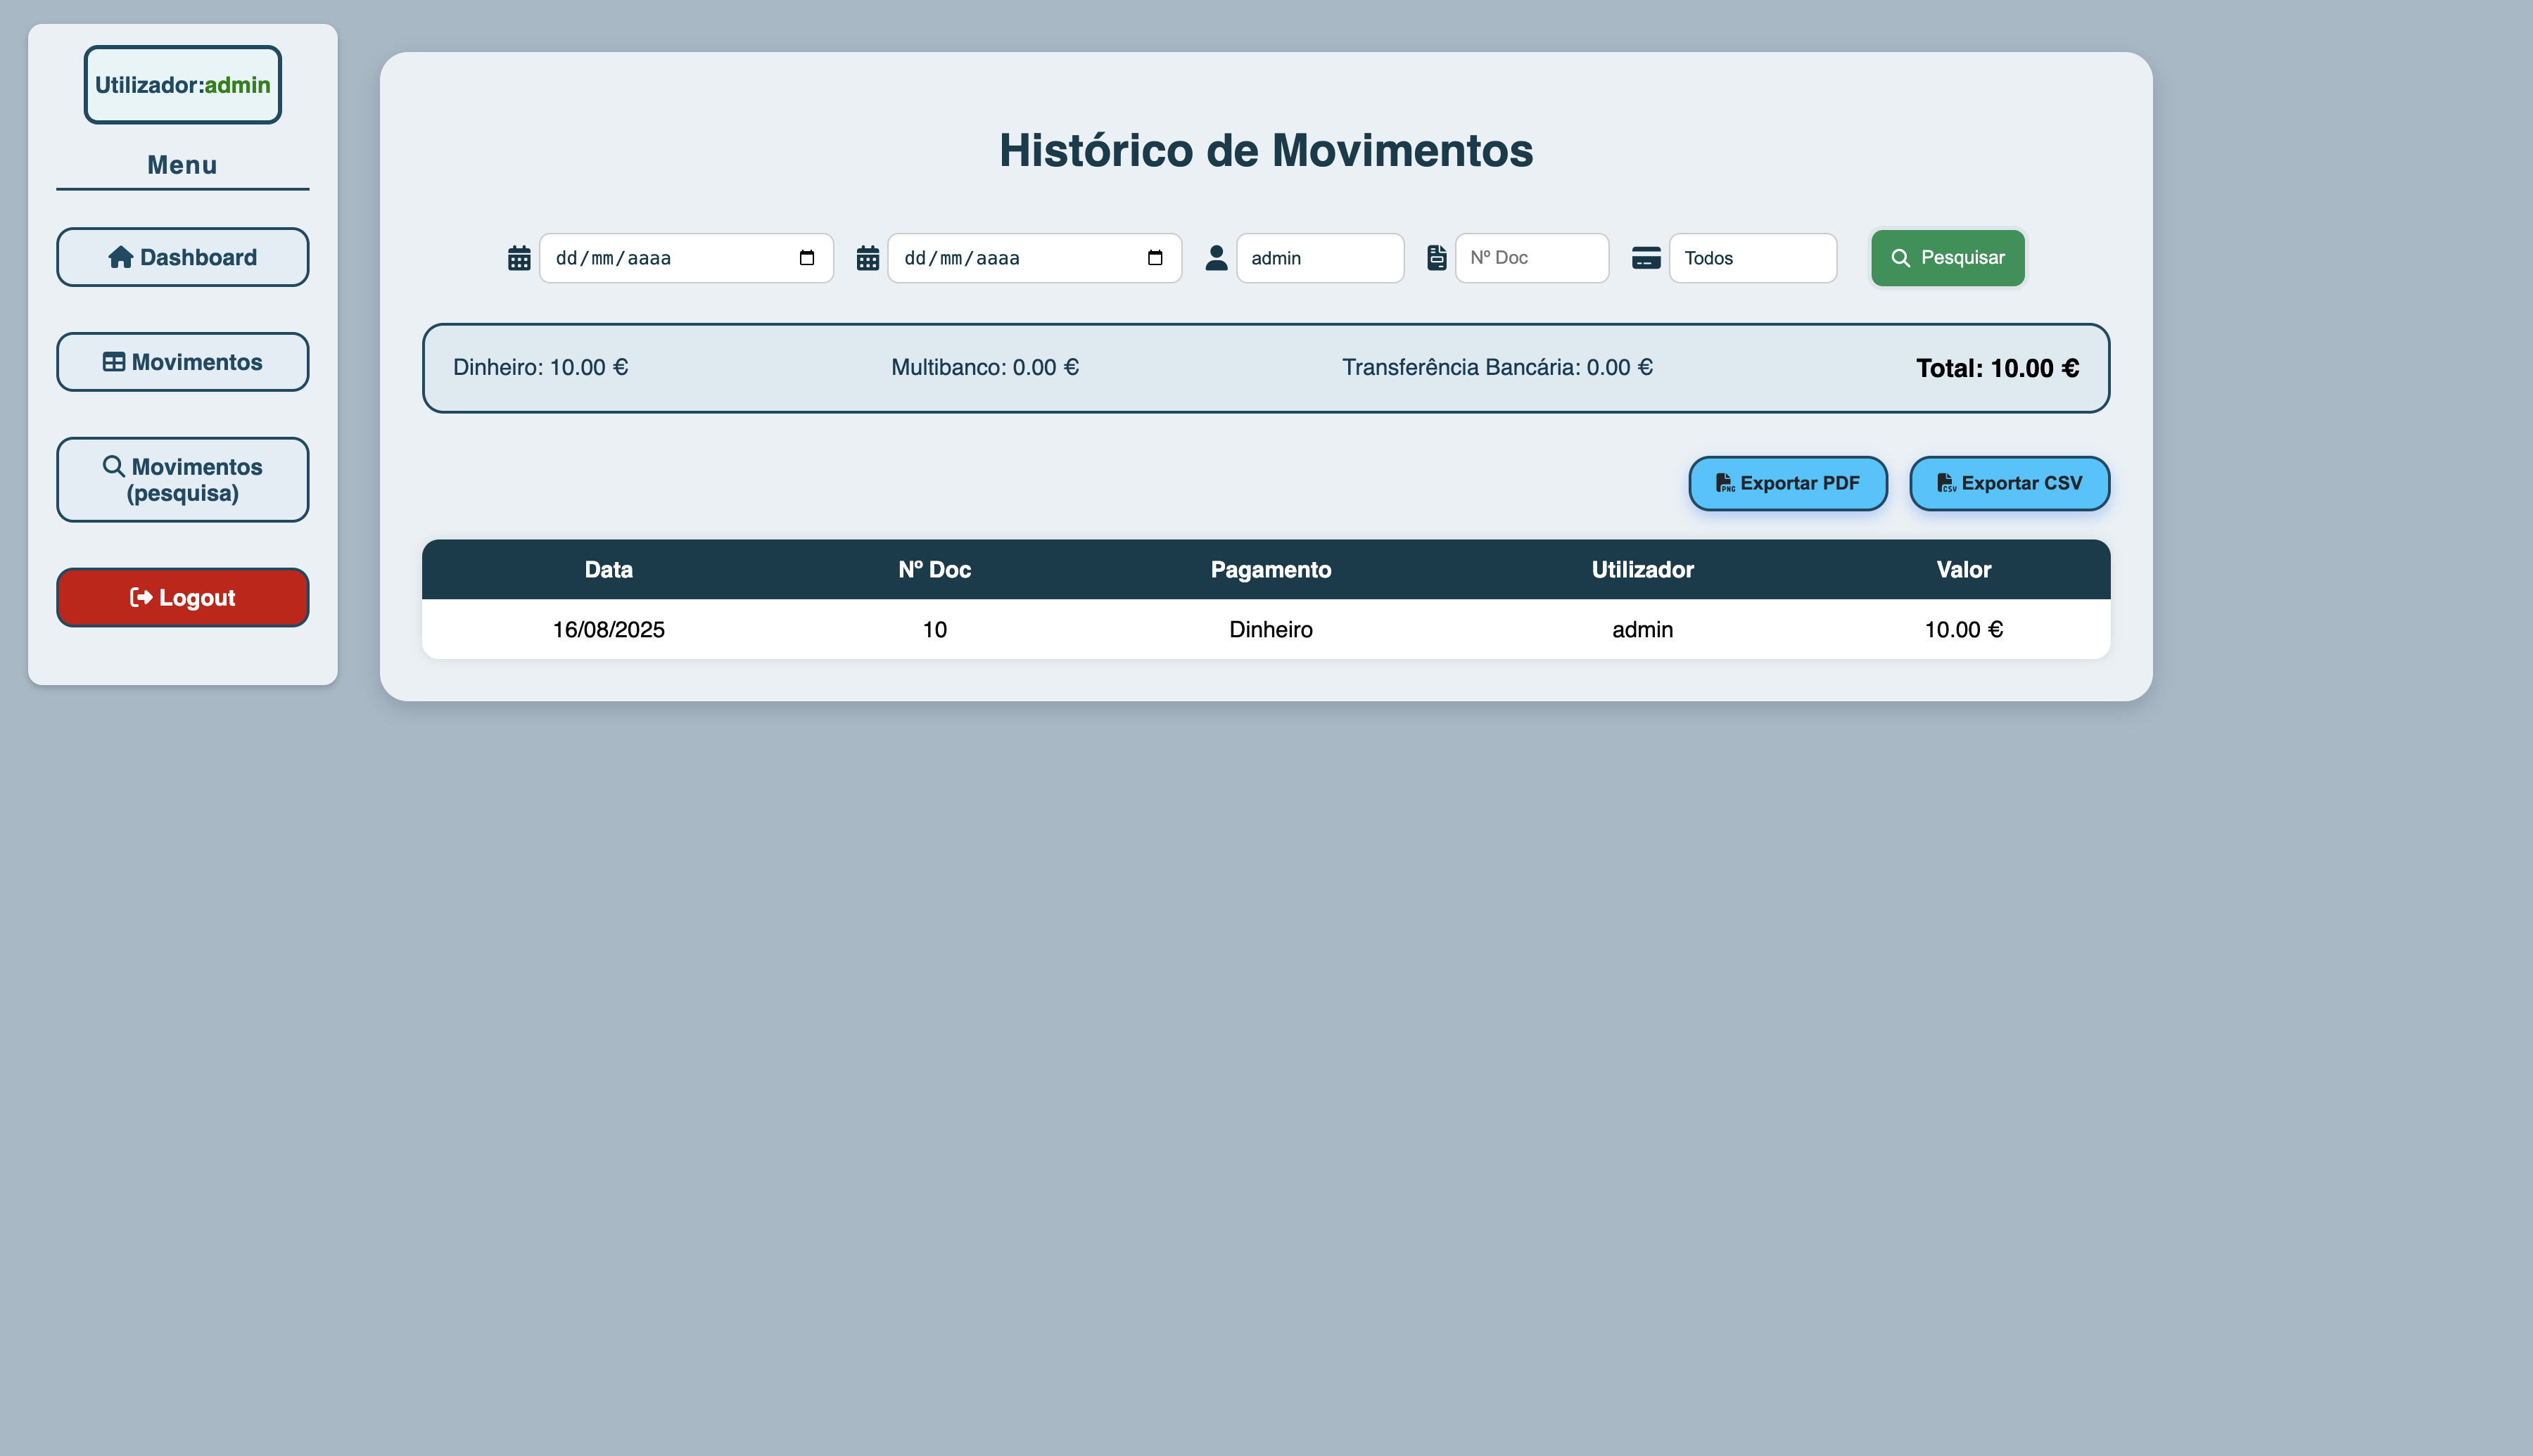 Utilizador:admin
Menu
Dashboard
Movimentos
Movimentos
(pesquisa)
Logout
Histórico de Movimentos
dd/mm/aaaa dd/mm/aaaa admin Nº Doc Todos Pesquisar
Dinheiro: 10.00 € Multibanco: 0.00 € Transferência Bancária: 0.00 € Total: 10.00 €
PNG Exportar PDF CSV Exportar CSV
Data Nº Doc Pagamento Utilizador Valor
16/08/2025 10 Dinheiro admin 10.00 €